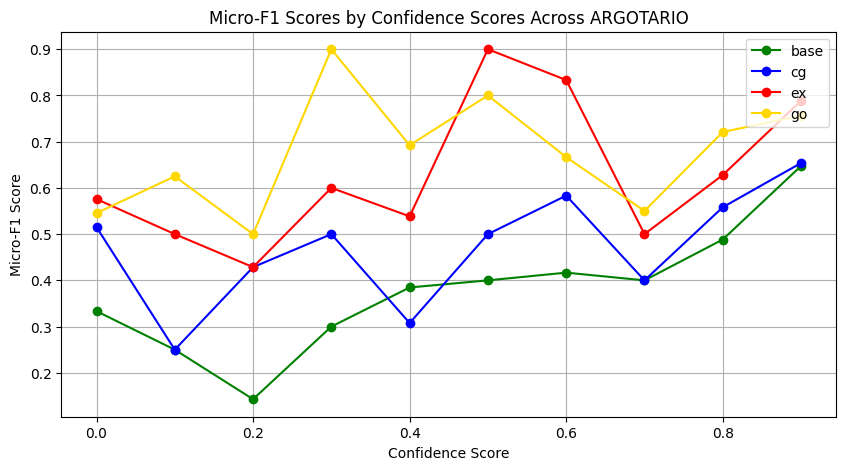 Micro-F1 Scores by Confidence Scores Across ARGOTARIO
base
cg
ex
go
Micro-F1 Score
0.9
0.8
0.7
0.6
0.5
0.4
0.3
0.2
0.0 0.2 0.4 0.6 0.8
Confidence Score